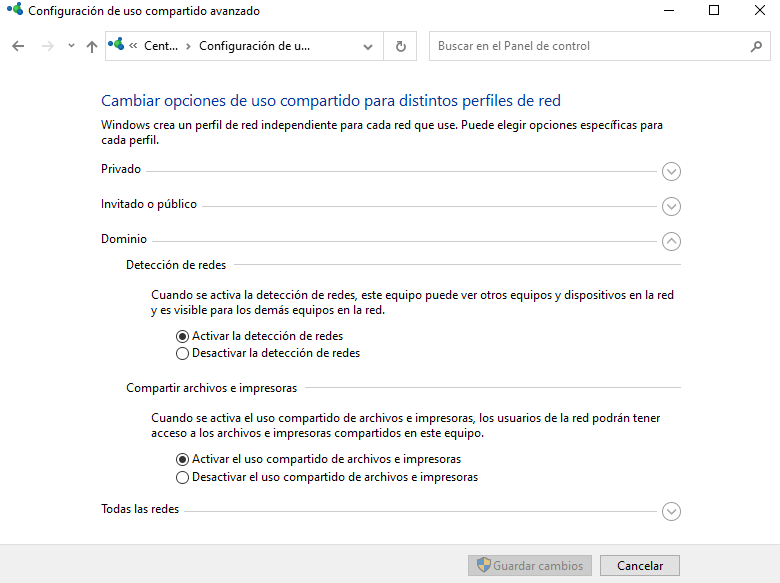 Configuración de uso compartido avanzado
« Cent... › Configuración de u...
Buscar en el Panel de control
Cambiar opciones de uso compartido para distintos perfiles de red
Windows crea un perfil de red independiente para cada red que use. Puede elegir opciones específicas para
cada perfil.
Privado
Invitado o público
Dominio
Detección de redes
Cuando se activa la detección de redes, este equipo puede ver otros equipos y dispositivos en la red
y es visible para los demás equipos en la red.
Activar la detección de redes
Desactivar la detección de redes
Compartir archivos e impresoras
Cuando se activa el uso compartido de archivos e impresoras, los usuarios de la red podrán tener
acceso a los archivos e impresoras compartidos en este equipo.
Activar el uso compartido de archivos e impresoras
Desactivar el uso compartido de archivos e impresoras
Todas las redes
Guardar cambios
Cancelar